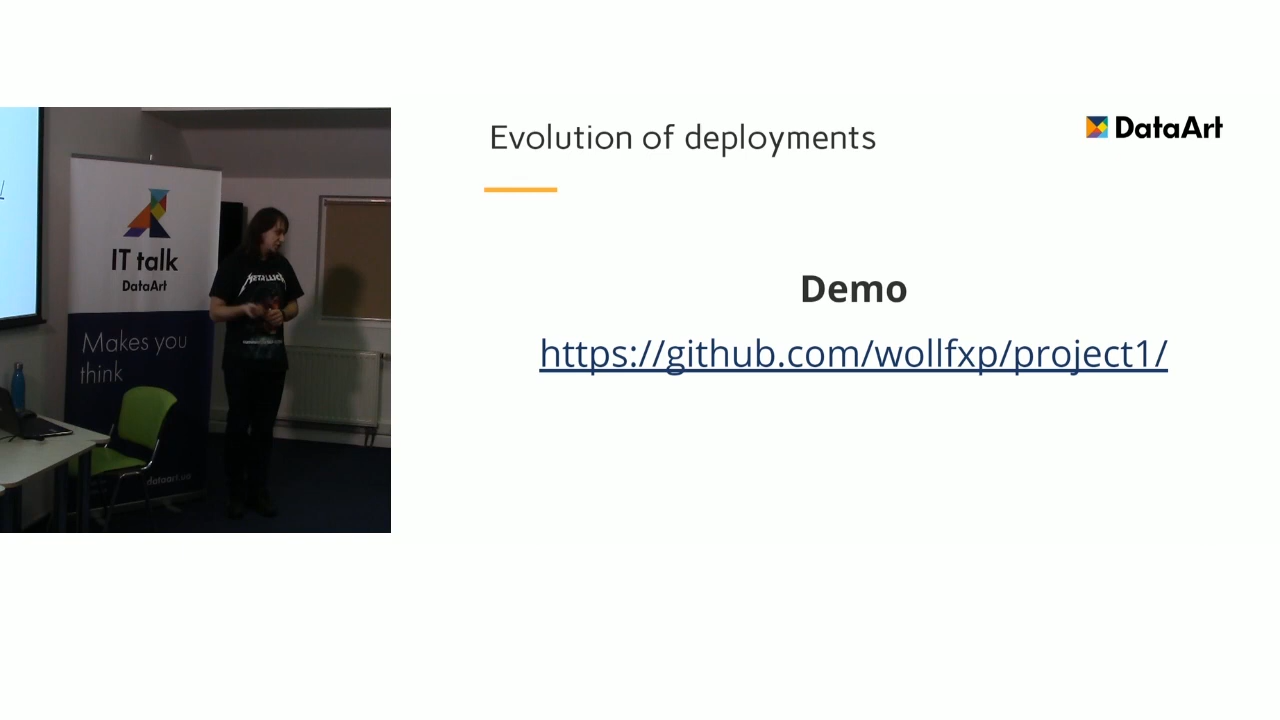 Evolution of deployments
DataArt
Demo
https://github.com/wollfxp/project1/
IT talk
DataArt
Makes you
think
dataart.ua
METALLICA